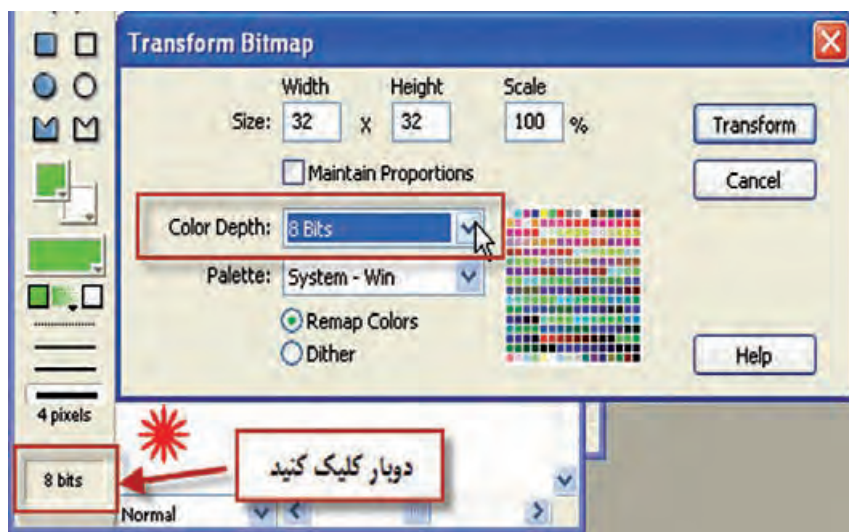 Transform Bitmap
Width Height Scale
Size: 32 X 32 100 % Transform
Maintain Proportions Cancel
Color Depth: 8 Bits
Palette: System - Win
Remap Colors
Dither Help
4 pixels
8 bits
دوبار کلیک کنید
Normal